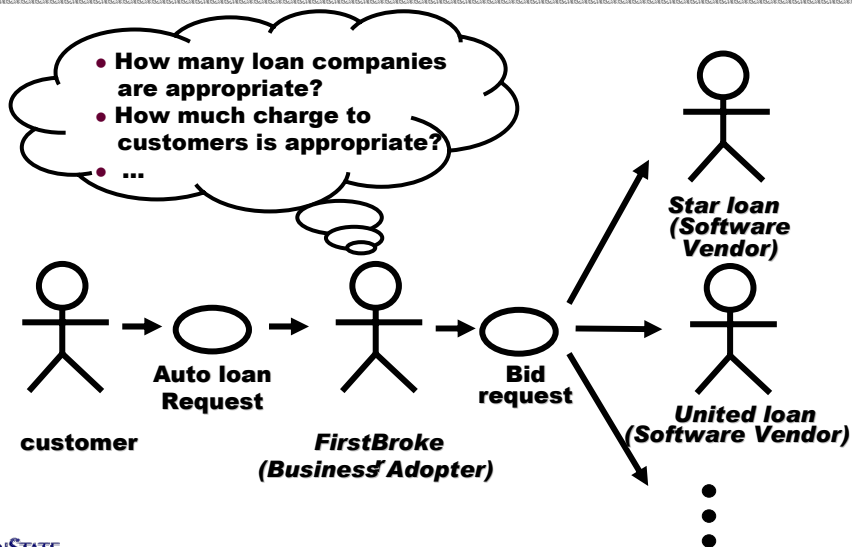 • How many loan companies
are appropriate?
• How much charge to
customers is appropriate?
• ...
Star loan
(Software
Vendor)
Auto loan
Request
Bid
request
customer
FirstBroke
r
(Business Adopter)
United loan
(Software Vendor)